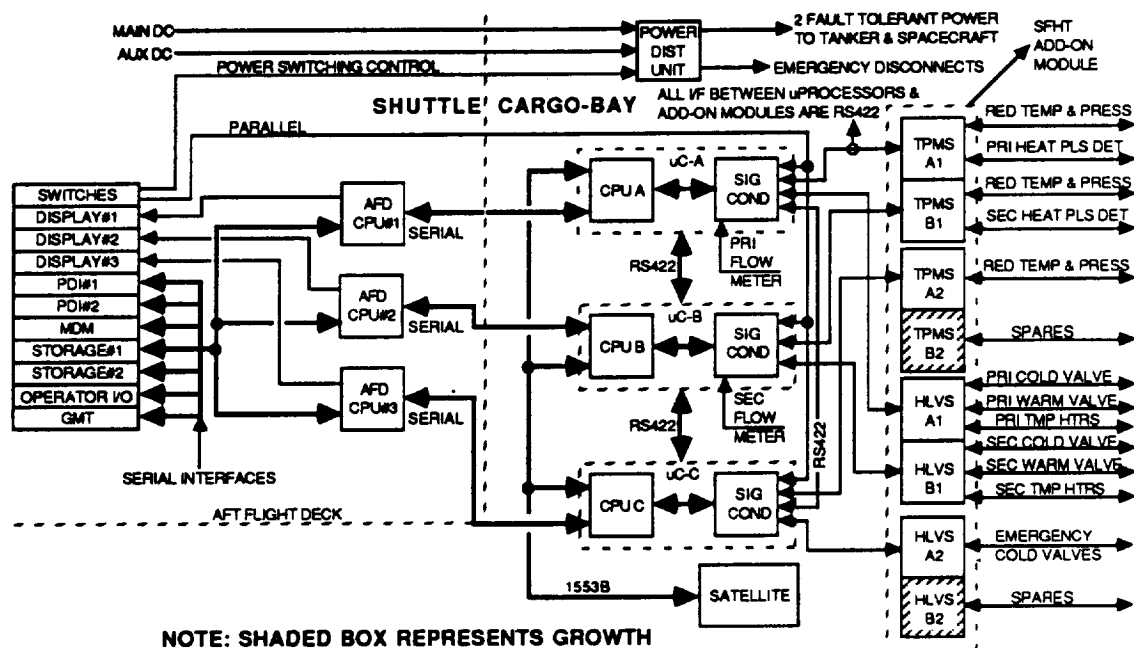 MAIN DC
AUX DC
POWER SWITCHING CONTROL
POWER
DIST
UNIT
2 FAULT TOLERANT POWER
TO TANKER & SPACECRAFT
EMERGENCY DISCONNECTS
SFHT
ADD-ON
MODULE
SHUTTLE CARGO-BAY
ALL I/F BETWEEN uPROCESSORS &
ADD-ON MODULES ARE RS422
PARALLEL
SWITCHES
DISPLAY#1
DISPLAY#2
DISPLAY#3
PDI#1
PDI#2
MDM
STORAGE#1
STORAGE#2
OPERATOR I/O
GMT
SERIAL INTERFACES
AFT FLIGHT DECK
AFD
CPU#1
SERIAL
AFD
CPU#2
SERIAL
AFD
CPU#3
SERIAL
uC-A
CPU A
SIG
COND
RS422
PRI
FLOW
METER
uC-B
CPU B
SIG
COND
RS422
SEC
FLOW
METER
RS422
uC-C
CPU C
SIG
COND
1553B
SATELLITE
TPMS
A1
TPMS
B1
TPMS
A2
TPMS
B2
HLVS
A1
HLVS
B1
HLVS
A2
HLVS
B2
RED TEMP & PRESS
PRI HEAT PLS DET
RED TEMP & PRESS
SEC HEAT PLS DET
RED TEMP & PRESS
SPARES
PRI COLD VALVE
PRI WARM VALVE
PRI TMP HTRS
SEC COLD VALVE
SEC WARM VALVE
SEC TMP HTRS
EMERGENCY
COLD VALVES
SPARES
NOTE: SHADED BOX REPRESENTS GROWTH